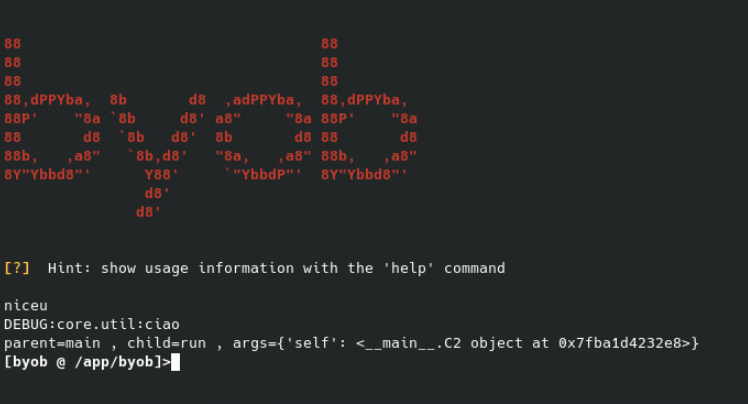 88                                  88
88                                  88
88                                  88
88,dPPYba,  8b       d8  ,adPPYba,  88,dPPYba,
88P'    "8a `8b     d8' a8"     "8a 88P'    "8a
88       d8  `8b   d8'  8b       d8 88       d8
88b,   ,a8"   `8b,d8'   "8a,   ,a8" 88b,   ,a8"
8Y"Ybbd8"'      Y88'     `"YbbdP"'  8Y"Ybbd8"'
                d8'
               d8'
[?]  Hint: show usage information with the 'help' command
niceu
DEBUG:core.util:ciao
parent=main , child=run , args={'self': <__main__.C2 object at 0x7fba1d4232e8>}
[byob @ /app/byob]>